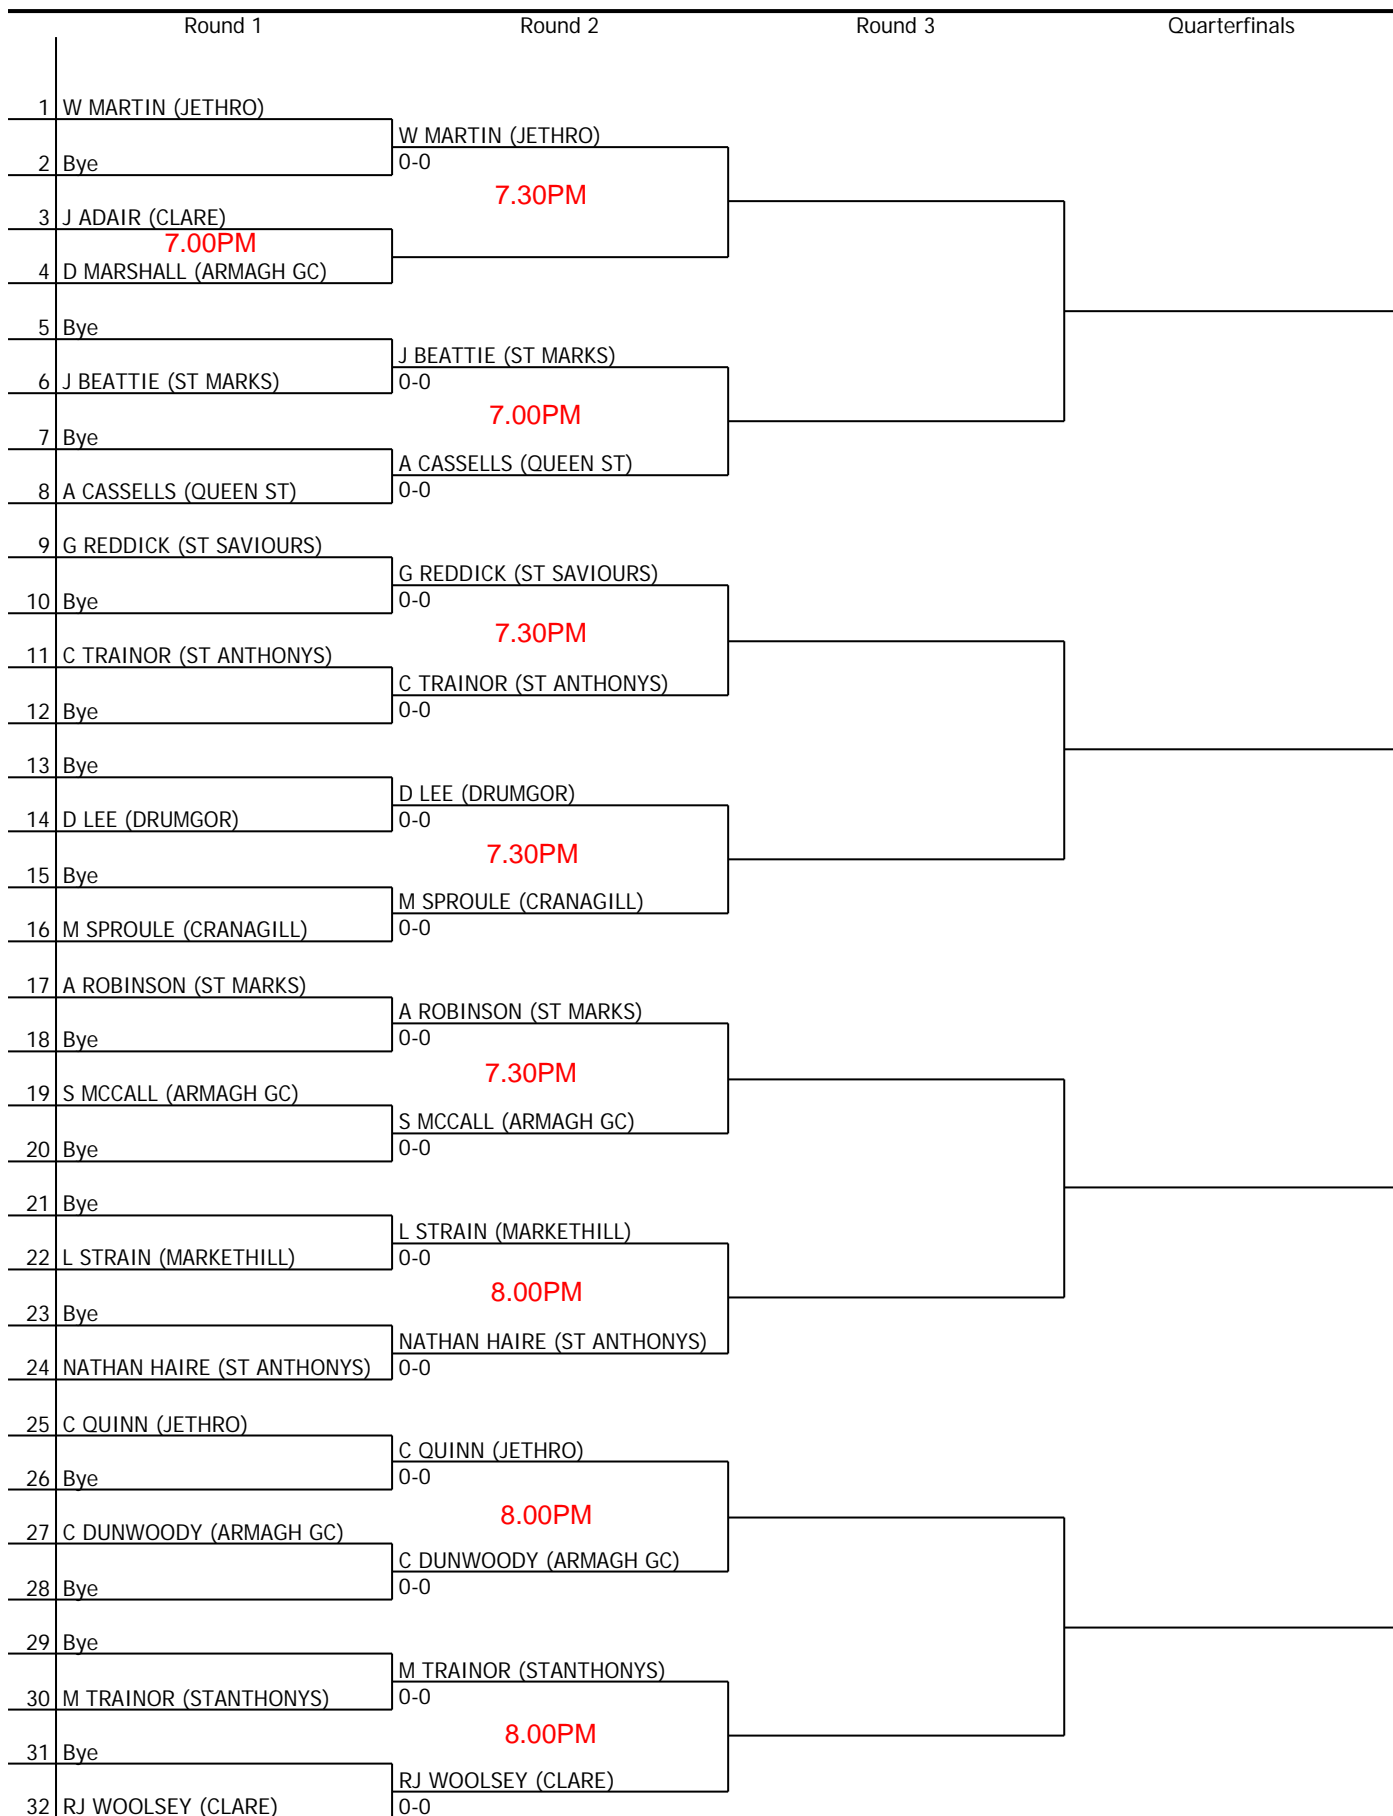 Round 1 Round 2 Round 3 Quarterfinals
1 W MARTIN (JETHRO)
W MARTIN (JETHRO)
2 Bye 0-0
7.30PM
3 J ADAIR (CLARE)
7.00PM
4 D MARSHALL (ARMAGH GC)
5 Bye
J BEATTIE (ST MARKS)
6 J BEATTIE (ST MARKS) 0-0
7.00PM
7 Bye
A CASSELLS (QUEEN ST)
8 A CASSELLS (QUEEN ST) 0-0
9 G REDDICK (ST SAVIOURS)
G REDDICK (ST SAVIOURS)
10 Bye 0-0
7.30PM
11 C TRAINOR (ST ANTHONYS)
C TRAINOR (ST ANTHONYS)
12 Bye 0-0
13 Bye
D LEE (DRUMGOR)
14 D LEE (DRUMGOR) 0-0
7.30PM
15 Bye
M SPROULE (CRANAGILL)
16 M SPROULE (CRANAGILL) 0-0
17 A ROBINSON (ST MARKS)
A ROBINSON (ST MARKS)
18 Bye 0-0
7.30PM
19 S MCCALL (ARMAGH GC)
S MCCALL (ARMAGH GC)
20 Bye 0-0
21 Bye
L STRAIN (MARKETHILL)
22 L STRAIN (MARKETHILL) 0-0
8.00PM
23 Bye
NATHAN HAIRE (ST ANTHONYS)
24 NATHAN HAIRE (ST ANTHONYS) 0-0
25 C QUINN (JETHRO)
C QUINN (JETHRO)
26 Bye 0-0
8.00PM
27 C DUNWOODY (ARMAGH GC)
C DUNWOODY (ARMAGH GC)
28 Bye 0-0
29 Bye
M TRAINOR (STANTHONYS)
30 M TRAINOR (STANTHONYS) 0-0
8.00PM
31 Bye
RJ WOOLSEY (CLARE)
32 RJ WOOLSEY (CLARE) 0-0